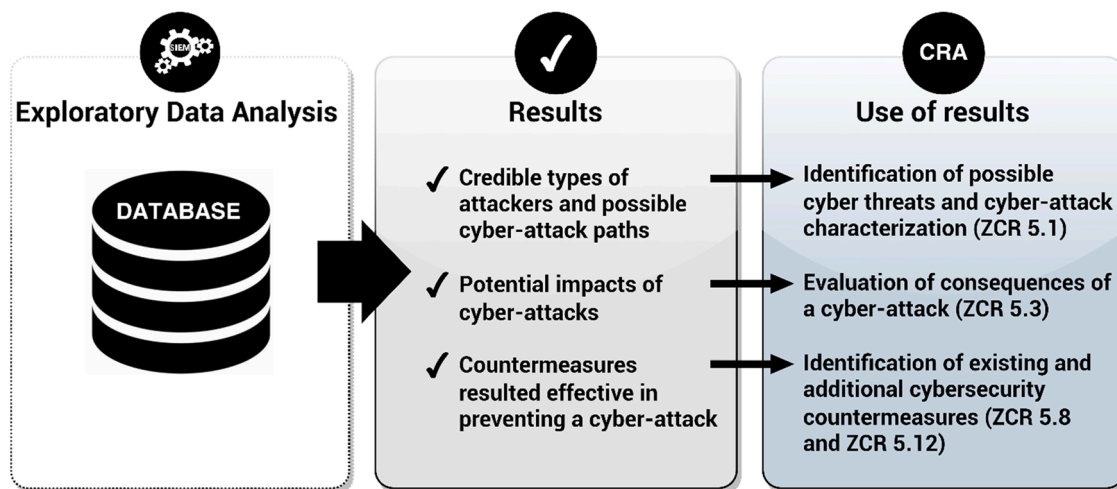 SIEM
Exploratory Data Analysis
DATABASE
Results
✓ Credible types of
attackers and possible
cyber-attack paths
✓ Potential impacts of
cyber-attacks
✓ Countermeasures
resulted effective in
preventing a cyber-attack
CRA
Use of results
Identification of possible
cyber threats and cyber-attack
characterization (ZCR 5.1)
Evaluation of consequences of
a cyber-attack (ZCR 5.3)
Identification of existing and
additional cybersecurity
countermeasures (ZCR 5.8
and ZCR 5.12)